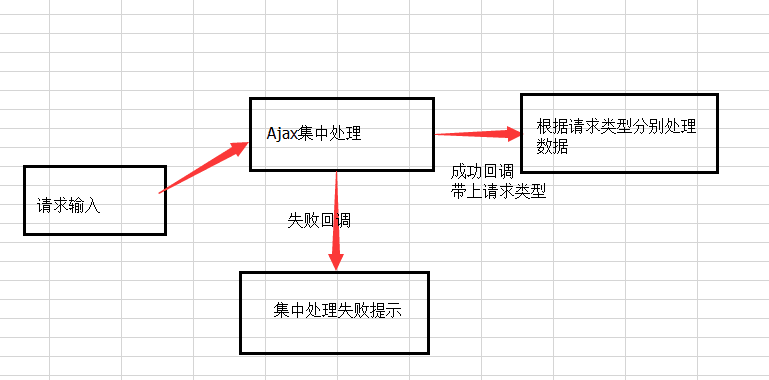 Ajax集中处理
根据请求类型分别处理
数据
成功回调
带上请求类型
请求输入
失败回调
集中处理失败提示